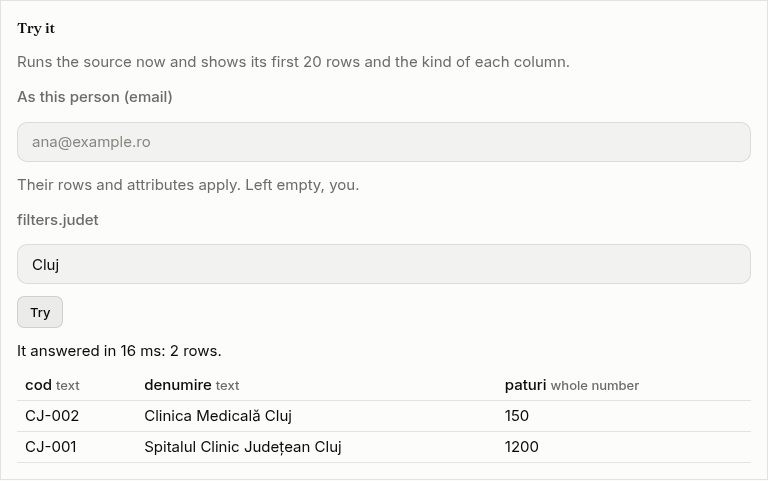 Try it
Runs the source now and shows its first 20 rows and the kind of each column.
As this person (email)
ana@example.ro
Their rows and attributes apply. Left empty, you.
filters.judet
Cluj
Try
It answered in 16 ms: 2 rows.
cod text denumire text paturi whole number
CJ-002 Clinica Medicală Cluj 150
CJ-001 Spitalul Clinic Județean Cluj 1200